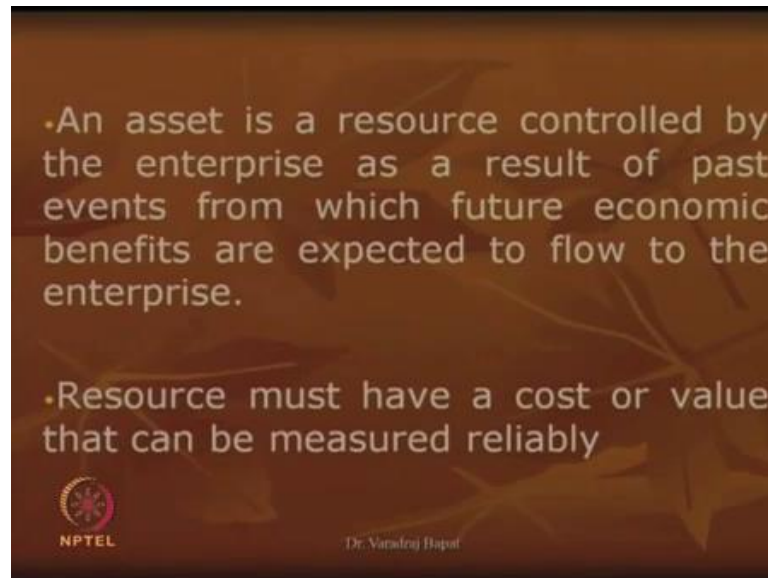 •An asset is a resource controlled by
the enterprise as a result of past
events from which future economic
benefits are expected to flow to the
enterprise.
•Resource must have a cost or value
that can be measured reliably
NPTEL
Dr. Varadraj Bapat